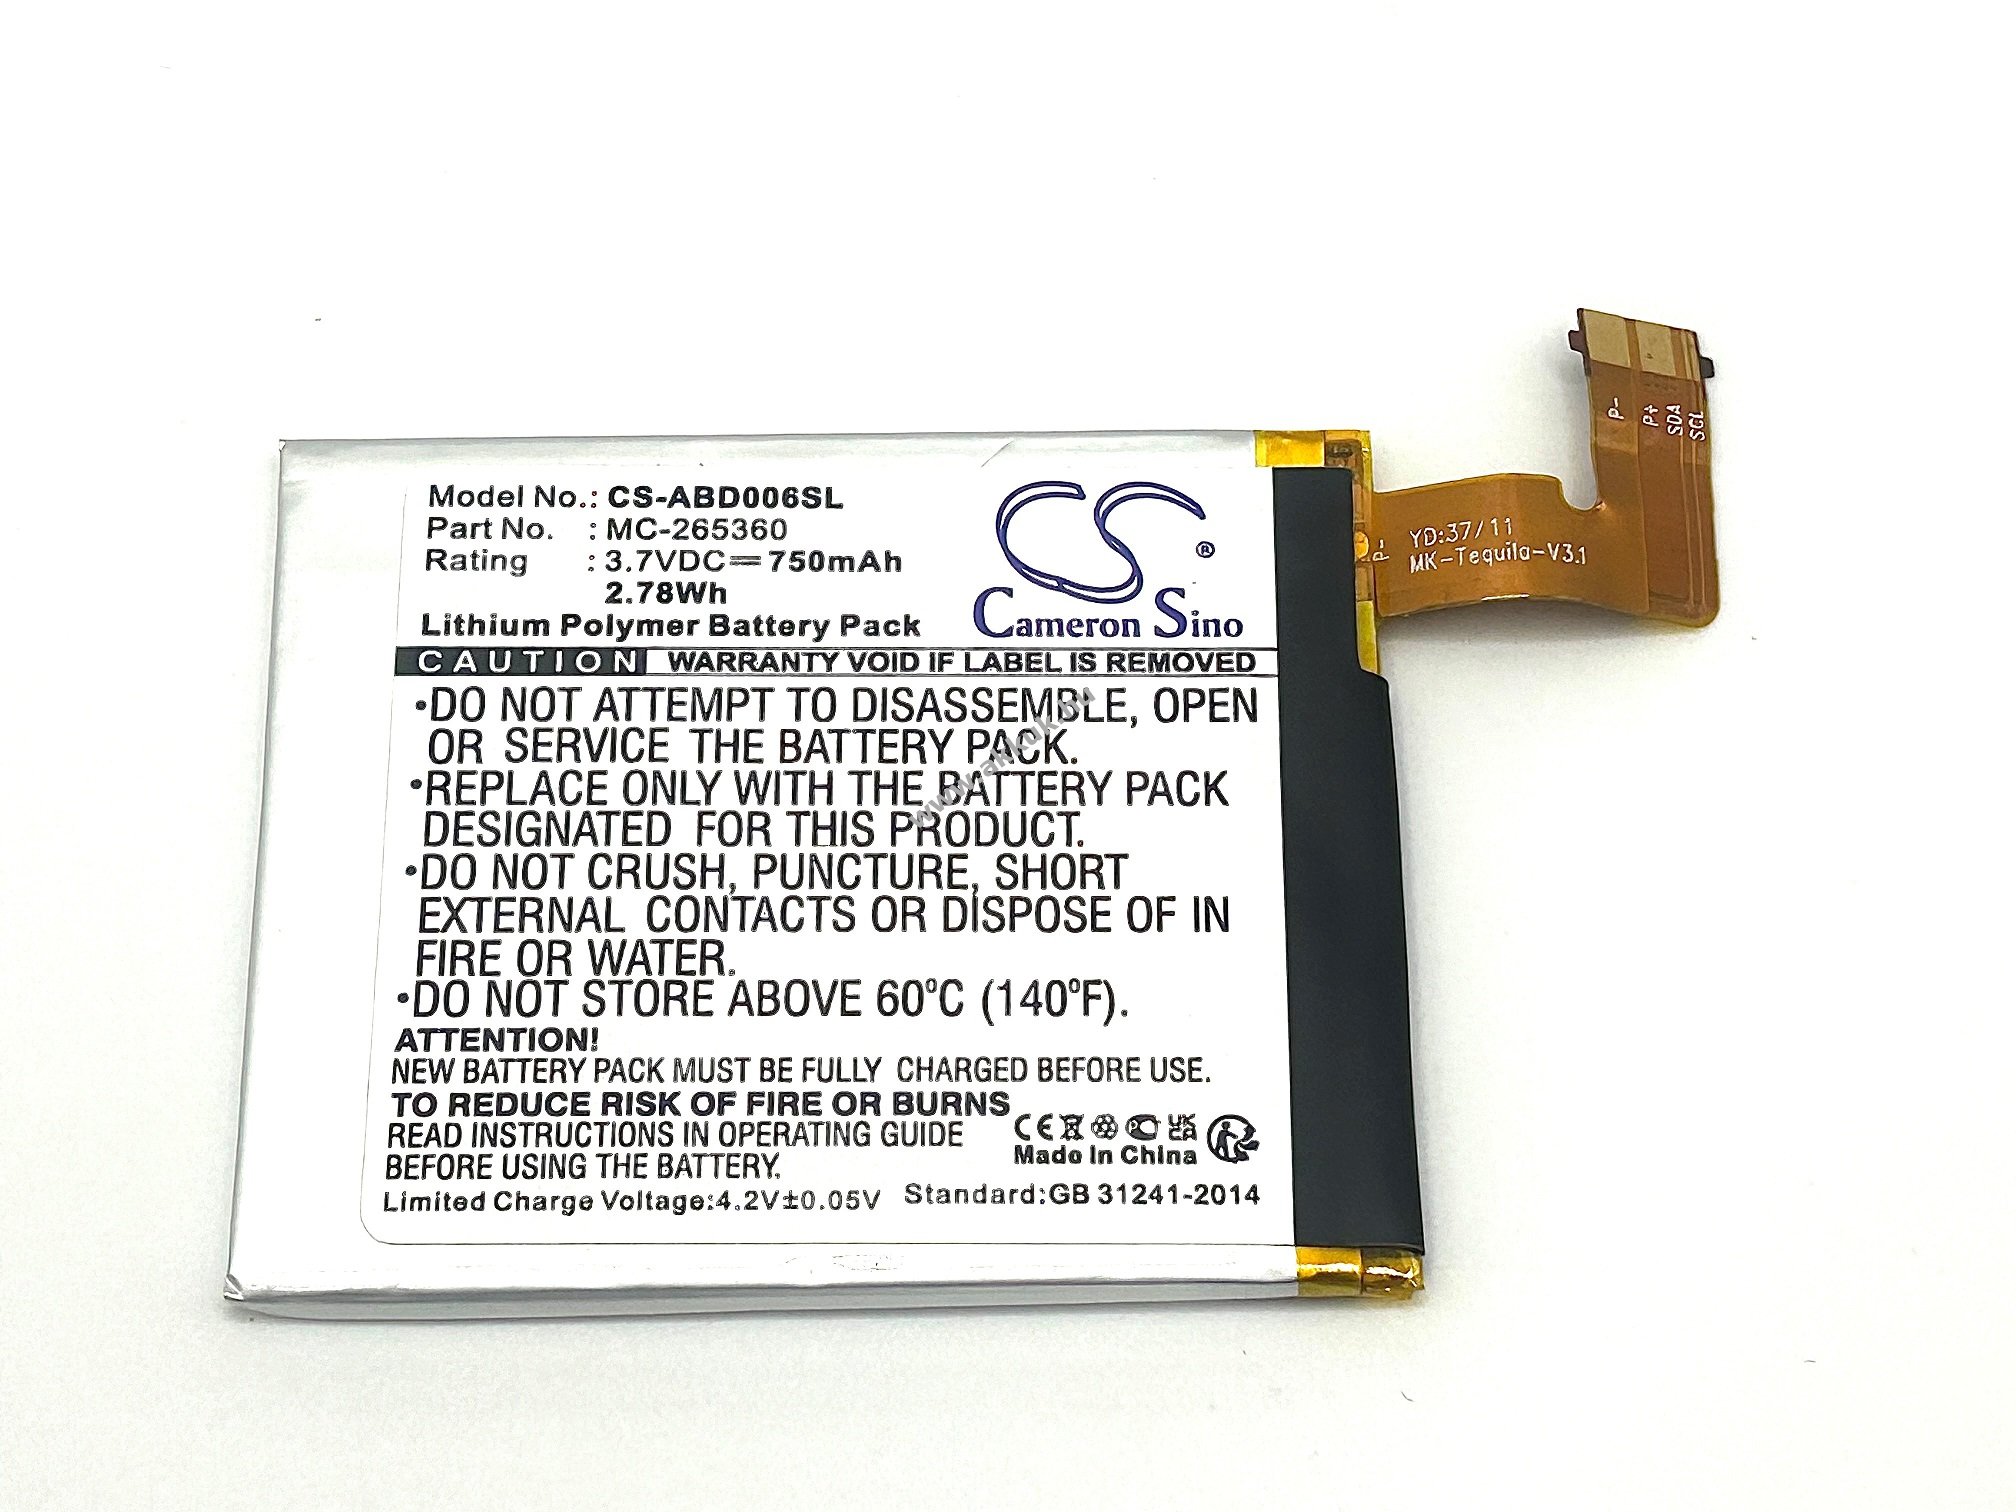 Model No.: CS-ABD006SL
Part No. : MC-265360
Rating : 3.7VDC⎓750mAh
2.78Wh
Lithium Polymer Battery Pack
CS®
Cameron Sino
CAUTION WARRANTY VOID IF LABEL IS REMOVED
•DO NOT ATTEMPT TO DISASSEMBLE, OPEN
OR SERVICE THE BATTERY PACK.
•REPLACE ONLY WITH THE BATTERY PACK
DESIGNATED FOR THIS PRODUCT.
•DO NOT CRUSH, PUNCTURE, SHORT
EXTERNAL CONTACTS OR DISPOSE OF IN
FIRE OR WATER.
•DO NOT STORE ABOVE 60°C (140°F).
ATTENTION!
NEW BATTERY PACK MUST BE FULLY CHARGED BEFORE USE.
TO REDUCE RISK OF FIRE OR BURNS
READ INSTRUCTIONS IN OPERATING GUIDE
BEFORE USING THE BATTERY.
CE UKCA
Made In China
Limited Charge Voltage:4.2V±0.05V Standard:GB 31241-2014
www.akkuk.hu
P- P+ SDA SCL
P-
YD:37/11
MK-Tequila-V3.1